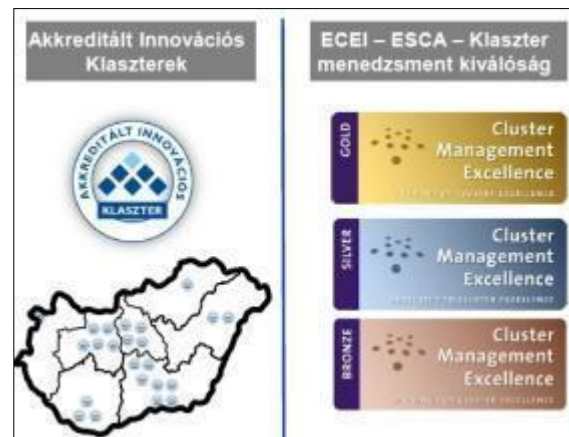 Akkreditált Innovációs
Klaszterek
AKKREDITÁLT INNOVÁCIÓS
KLASZTER
ECEI – ESCA – Klaszter
menedzsment kiválóság
GOLD
Cluster
Management
Excellence
SILVER
Cluster
Management
Excellence
BRONZE
Cluster
Management
Excellence